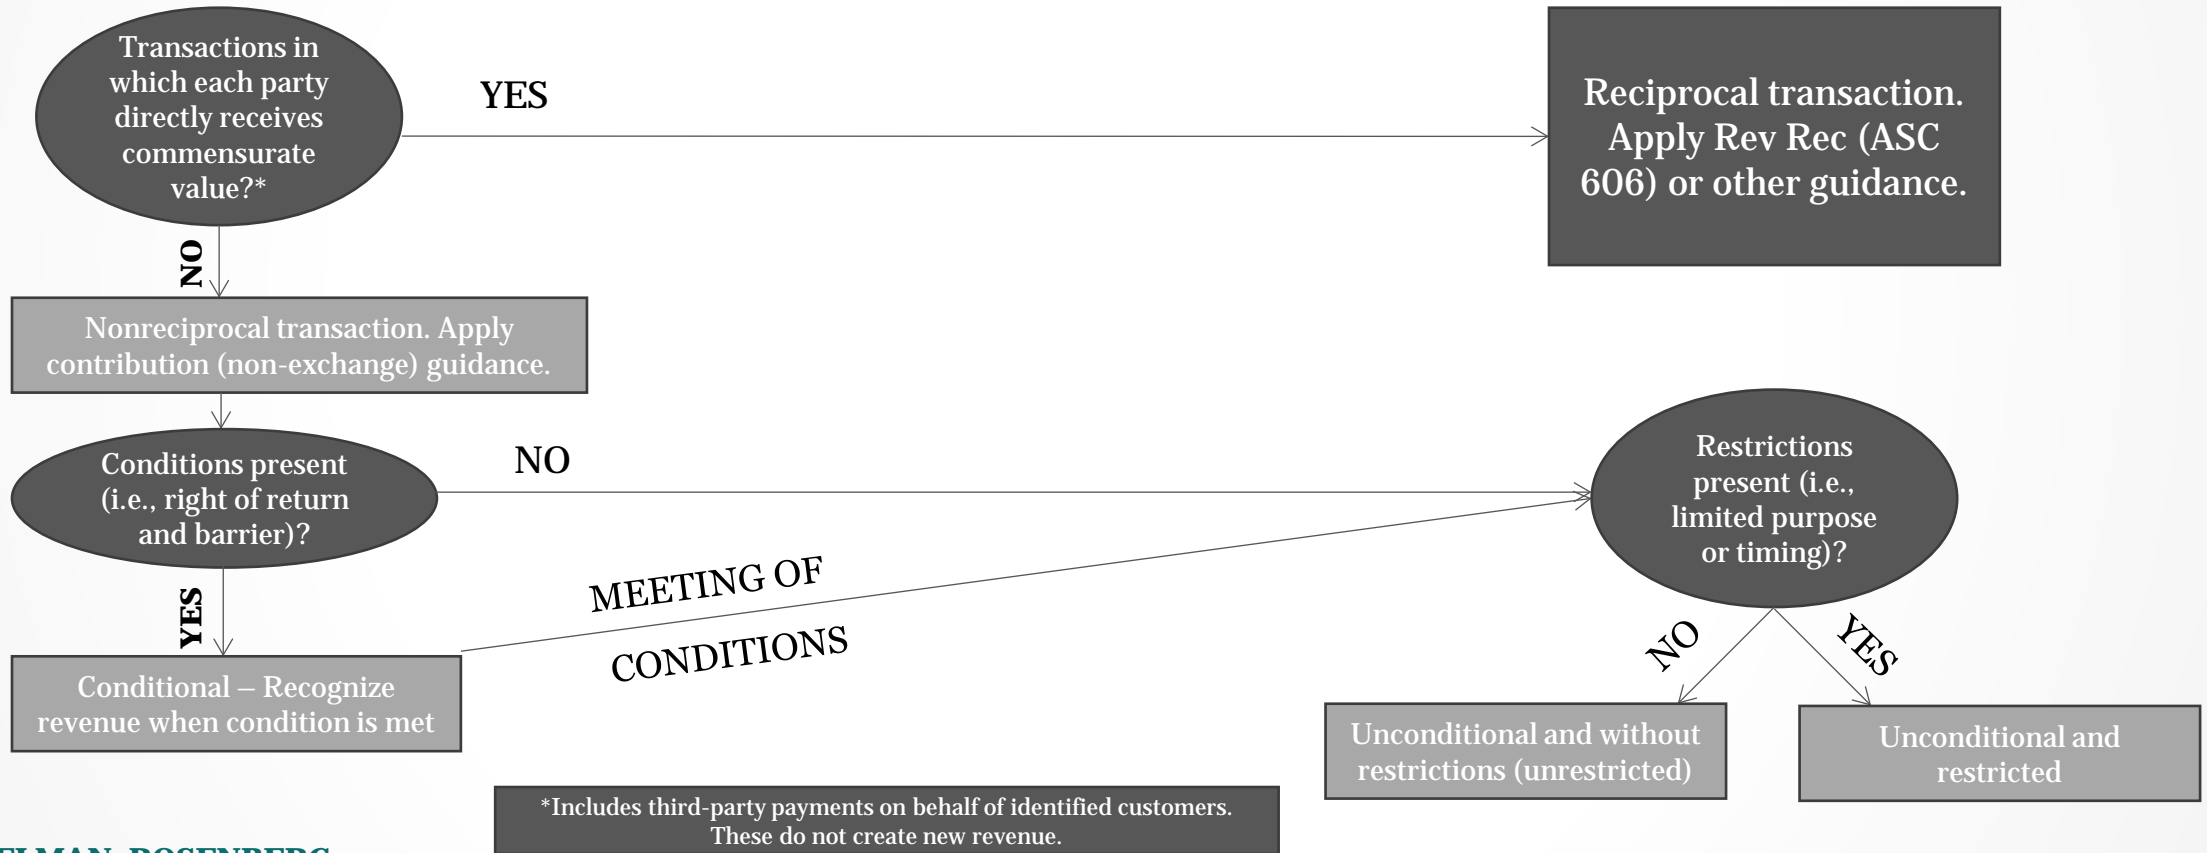 Transactions in
which each party
directly receives
commensurate
value?*
YES
Reciprocal transaction.
Apply Rev Rec (ASC
606) or other guidance.
NO
Nonreciprocal transaction. Apply
contribution (non-exchange) guidance.
Conditions present
(i.e., right of return
and barrier)?
NO
Restrictions
present (i.e.,
limited purpose
or timing)?
YES
MEETING OF
CONDITIONS
Conditional – Recognize
revenue when condition is met
NO
YES
Unconditional and without
restrictions (unrestricted)
Unconditional and
restricted
*Includes third-party payments on behalf of identified customers.
These do not create new revenue.
ROSENBERG